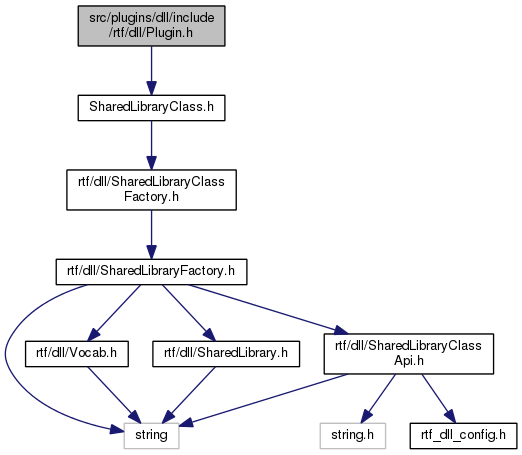 src/plugins/dll/include
/rtf/dll/Plugin.h
SharedLibraryClass.h
rtf/dll/SharedLibraryClass
Factory.h
rtf/dll/SharedLibraryFactory.h
rtf/dll/Vocab.h
rtf/dll/SharedLibrary.h
rtf/dll/SharedLibraryClass
Api.h
string
string.h
rtf_dll_config.h